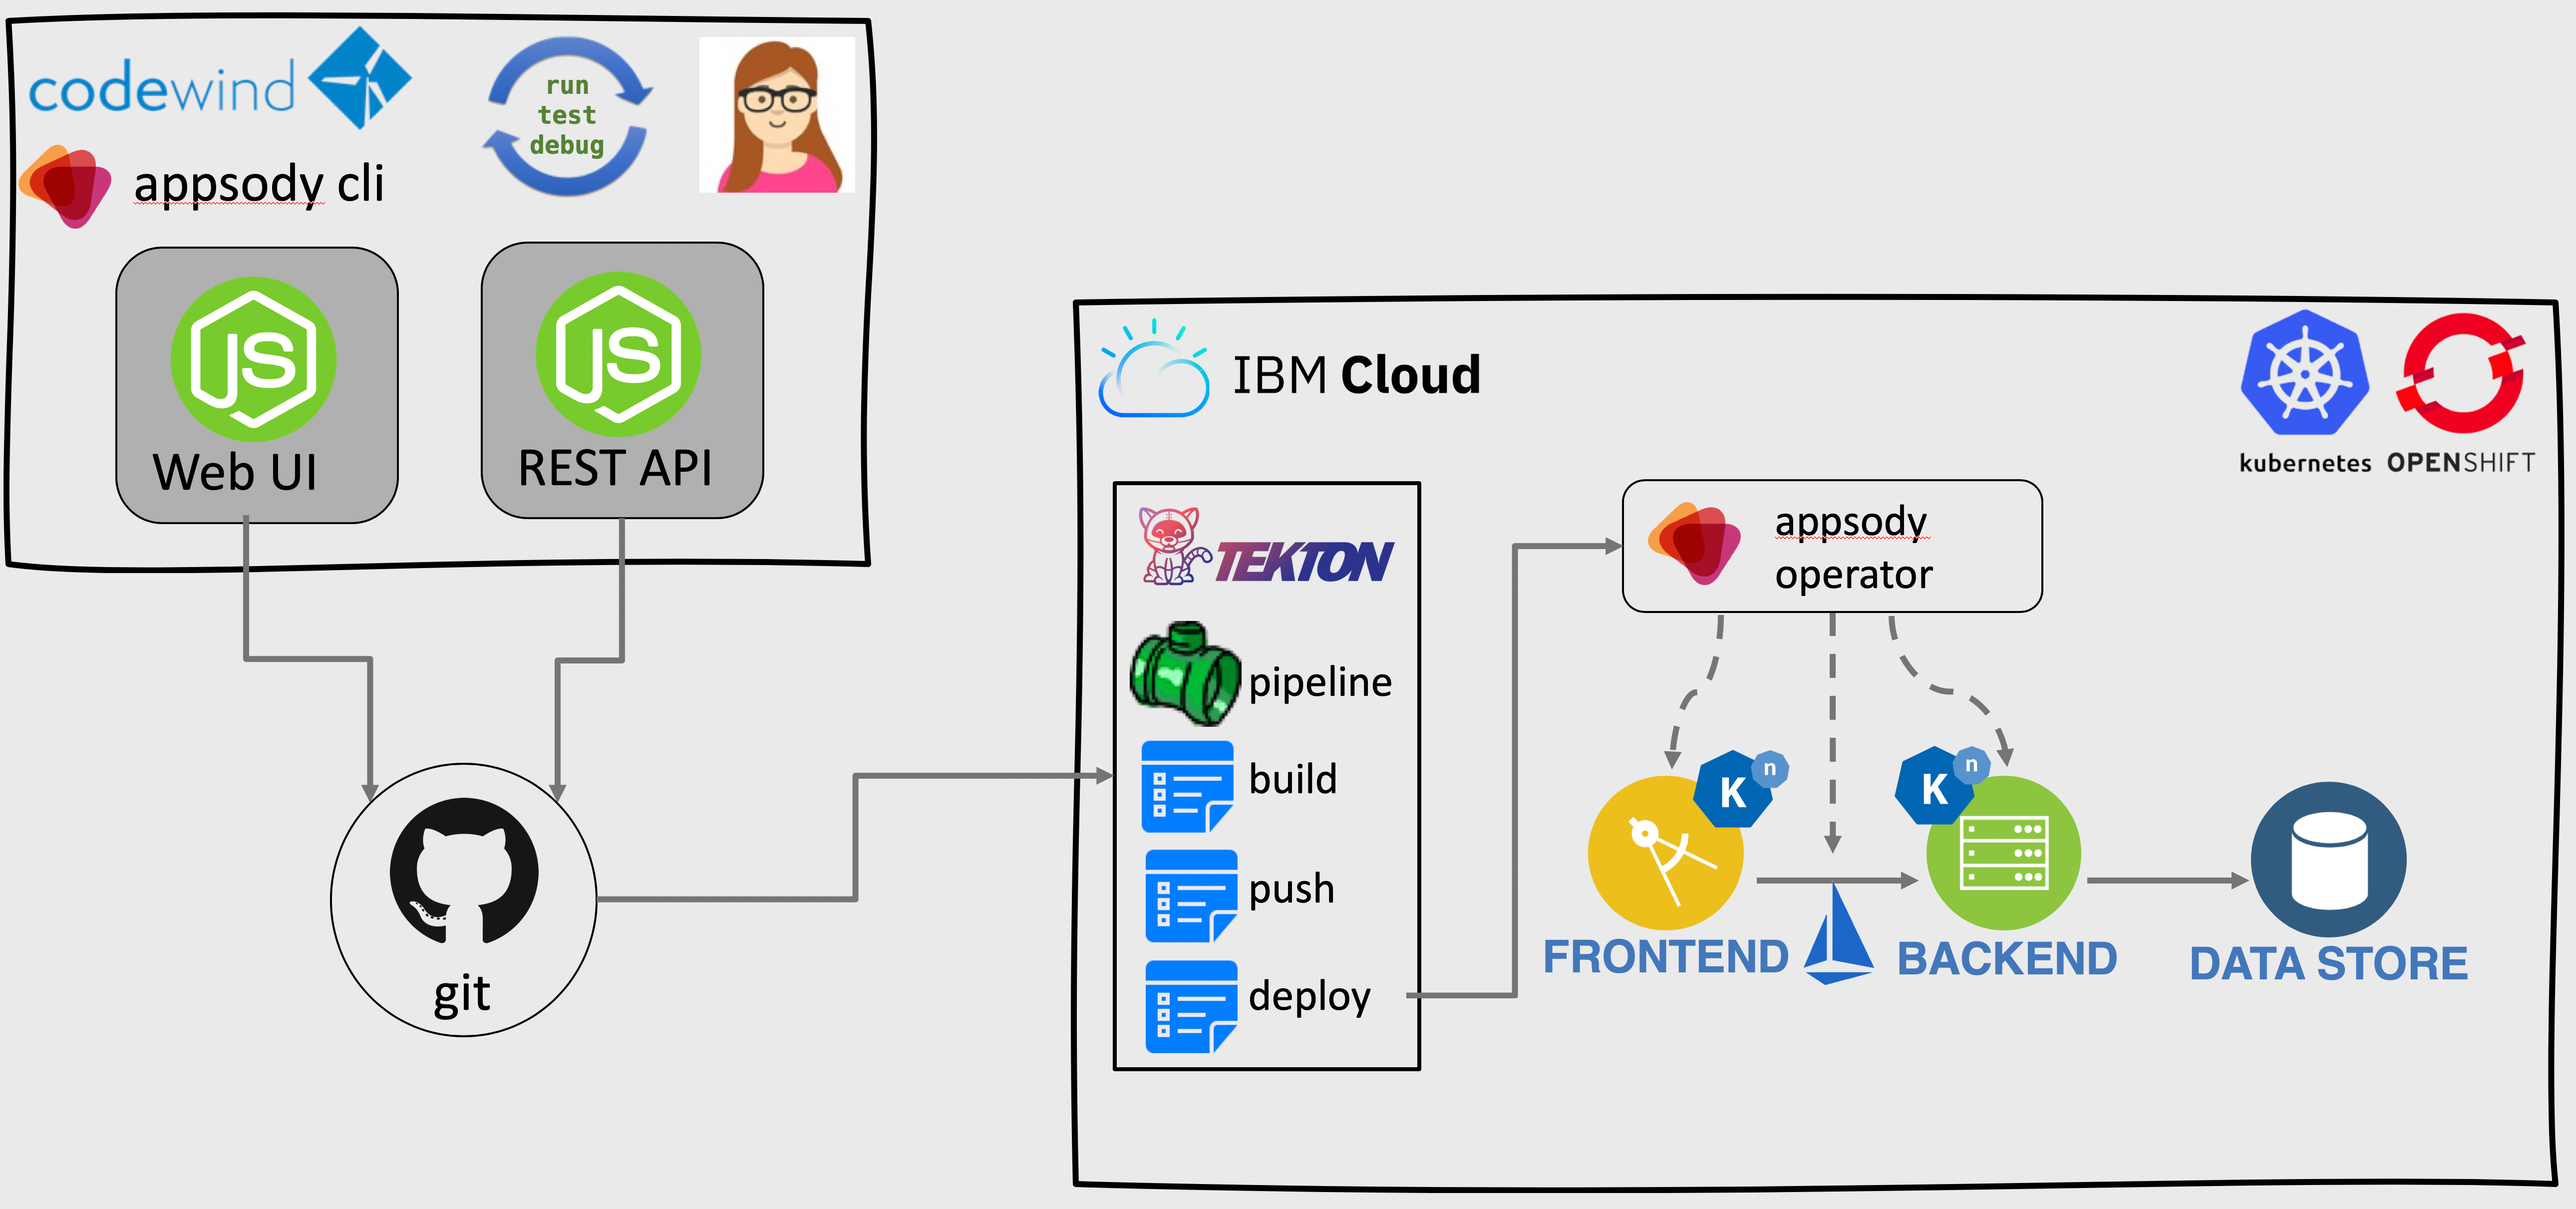 codewind
run
test
debug
appsody cli
JS
Web UI
JS
REST API
git
IBM Cloud
kubernetes
OPENSHIFT
TEKTON
pipeline
build
push
deploy
appsody
operator
K
n
K
n
FRONTEND
BACKEND
DATA STORE